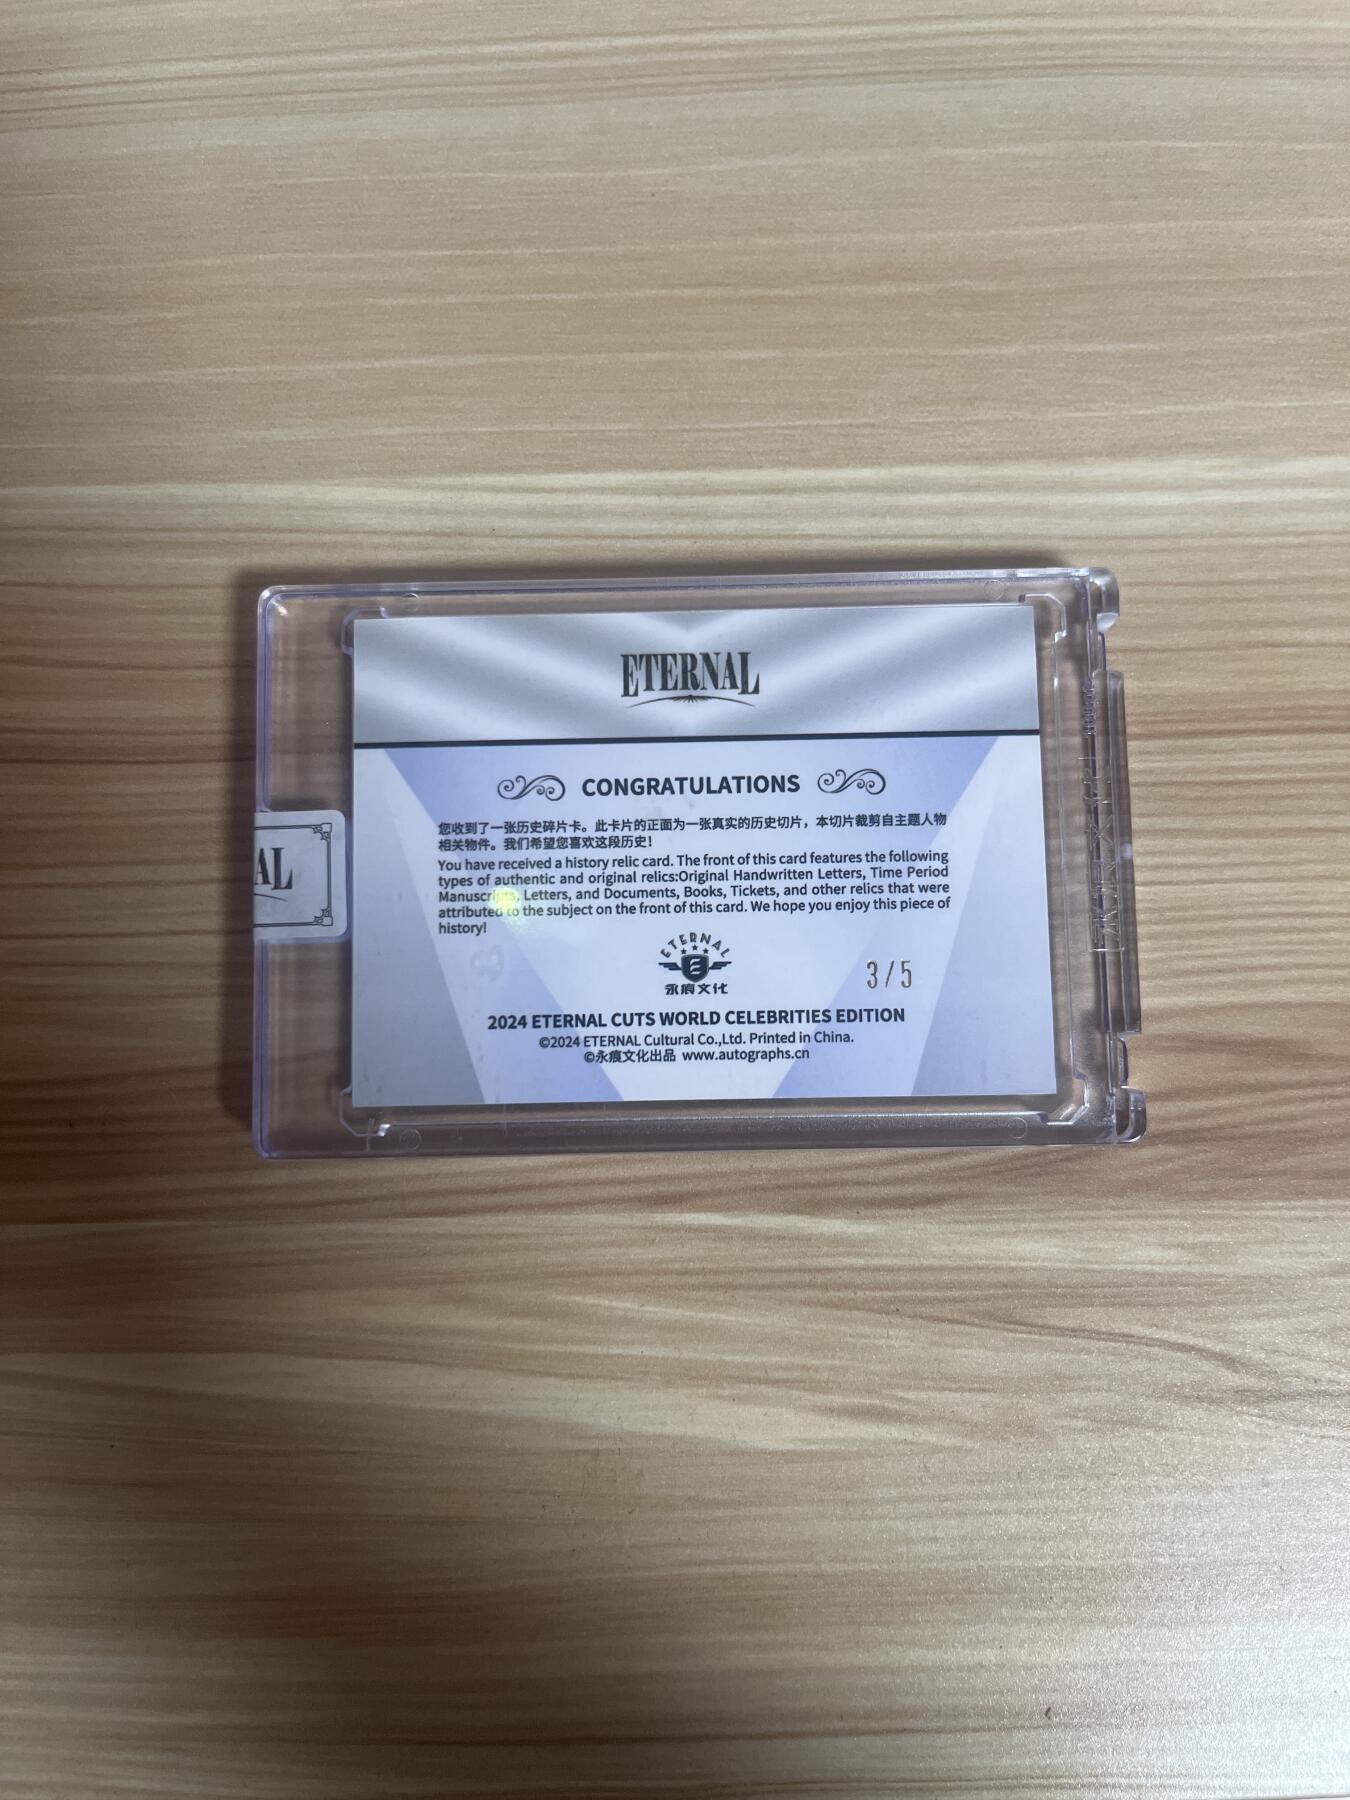 ETERNAL
CONGRATULATIONS
您收到了一张历史碎片卡。此卡片的正面为一张真实的历史切片，本切片裁剪自主题人物
相关物件。我们希望您喜欢这段历史！
You have received a history relic card. The front of this card features the following
types of authentic and original relics:Original Handwritten Letters, Time Period
Manuscripts, Letters, and Documents, Books, Tickets, and other relics that were
attributed to the subject on the front of this card. We hope you enjoy this piece of
history!
AL
ETERNAL
永痕文化
3/5
2024 ETERNAL CUTS WORLD CELEBRITIES EDITION
©2024 ETERNAL Cultural Co.,Ltd. Printed in China.
©永痕文化出品 www.autographs.cn